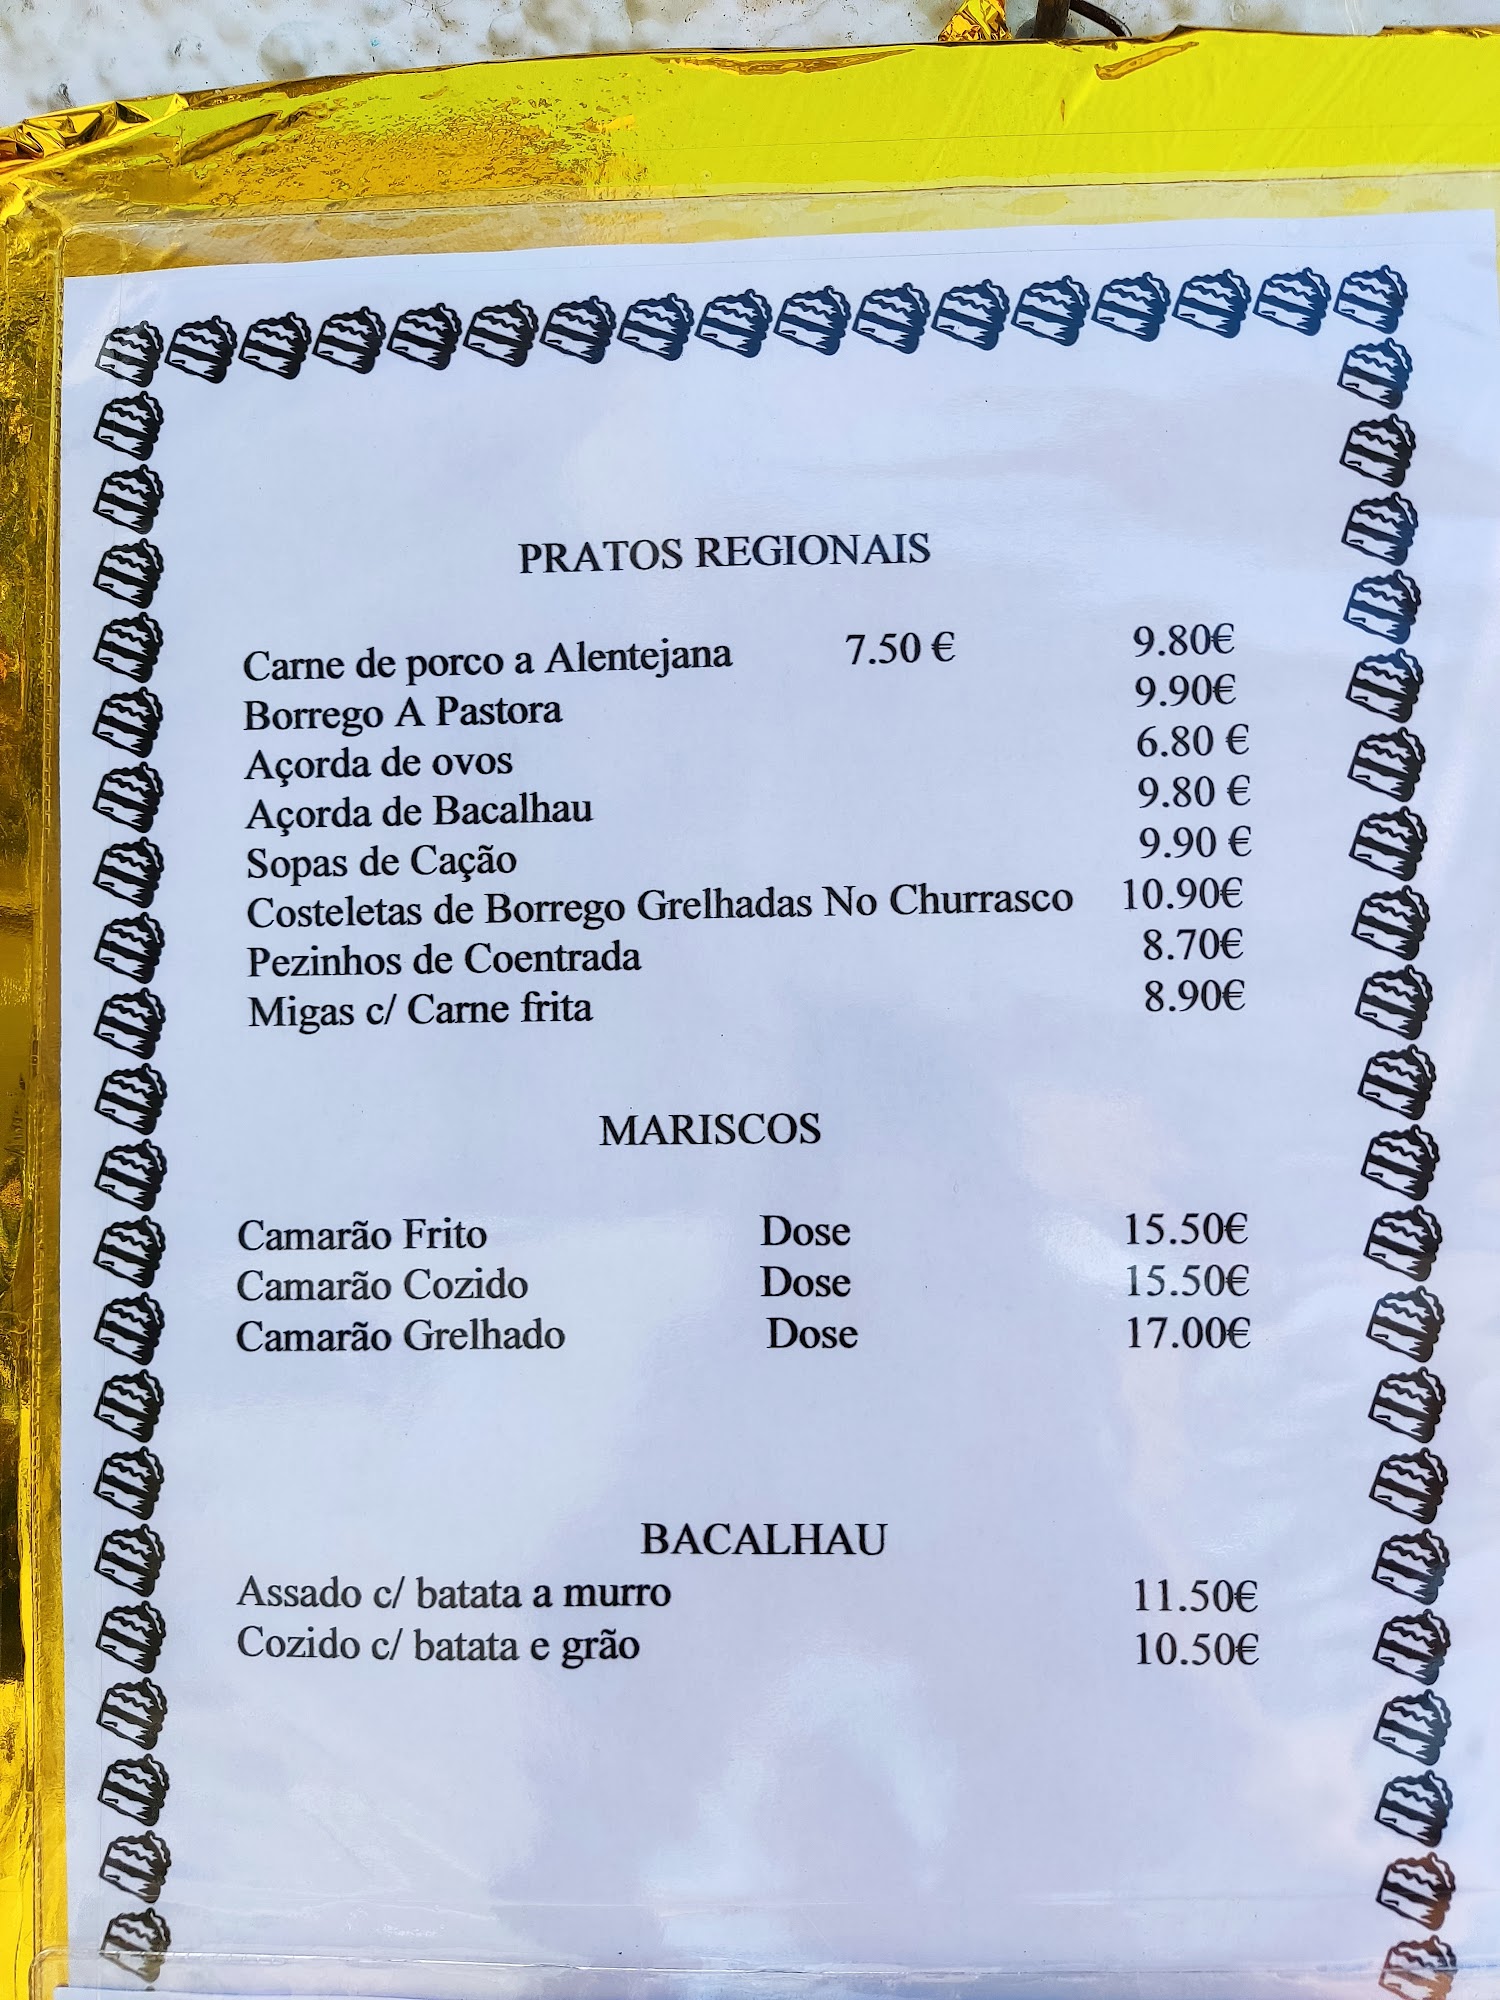 PRATOS REGIONAIS
Carne de porco a Alentejana 7.50 € 9.80€
Borrego A Pastora 9.90€
Açorda de ovos 6.80 €
Açorda de Bacalhau 9.80 €
Sopas de Cação 9.90 €
Costeletas de Borrego Grelhadas No Churrasco 10.90€
Pezinhos de Coentrada 8.70€
Migas c/ Carne frita 8.90€
MARISCOS
Camarão Frito Dose 15.50€
Camarão Cozido Dose 15.50€
Camarão Grelhado Dose 17.00€
BACALHAU
Assado c/ batata a murro 11.50€
Cozido c/ batata e grão 10.50€